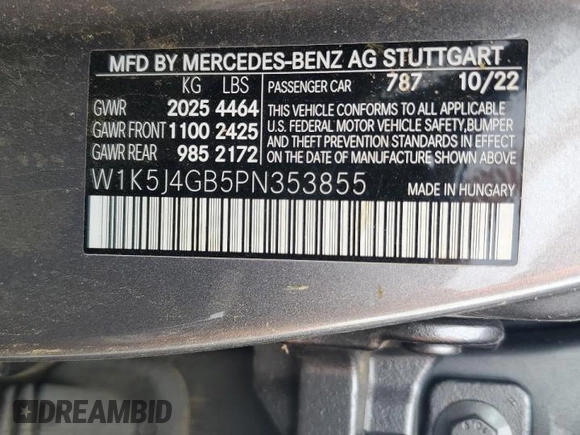 MFD BY MERCEDES-BENZ AG STUTTGART
KG LBS PASSENGER CAR 787 10/22
GVWR 2025 4464
GAWR FRONT 1100 2425
GAWR REAR 985 2172
THIS VEHICLE CONFORMS TO ALL APPLICABLE
U.S. FEDERAL MOTOR VEHICLE SAFETY,BUMPER
AND THEFT PREVENTION STANDARDS IN EFFECT
ON THE DATE OF MANUFACTURE SHOWN ABOVE.
W1K5J4GB5PN353855 MADE IN HUNGARY
DREAMBID